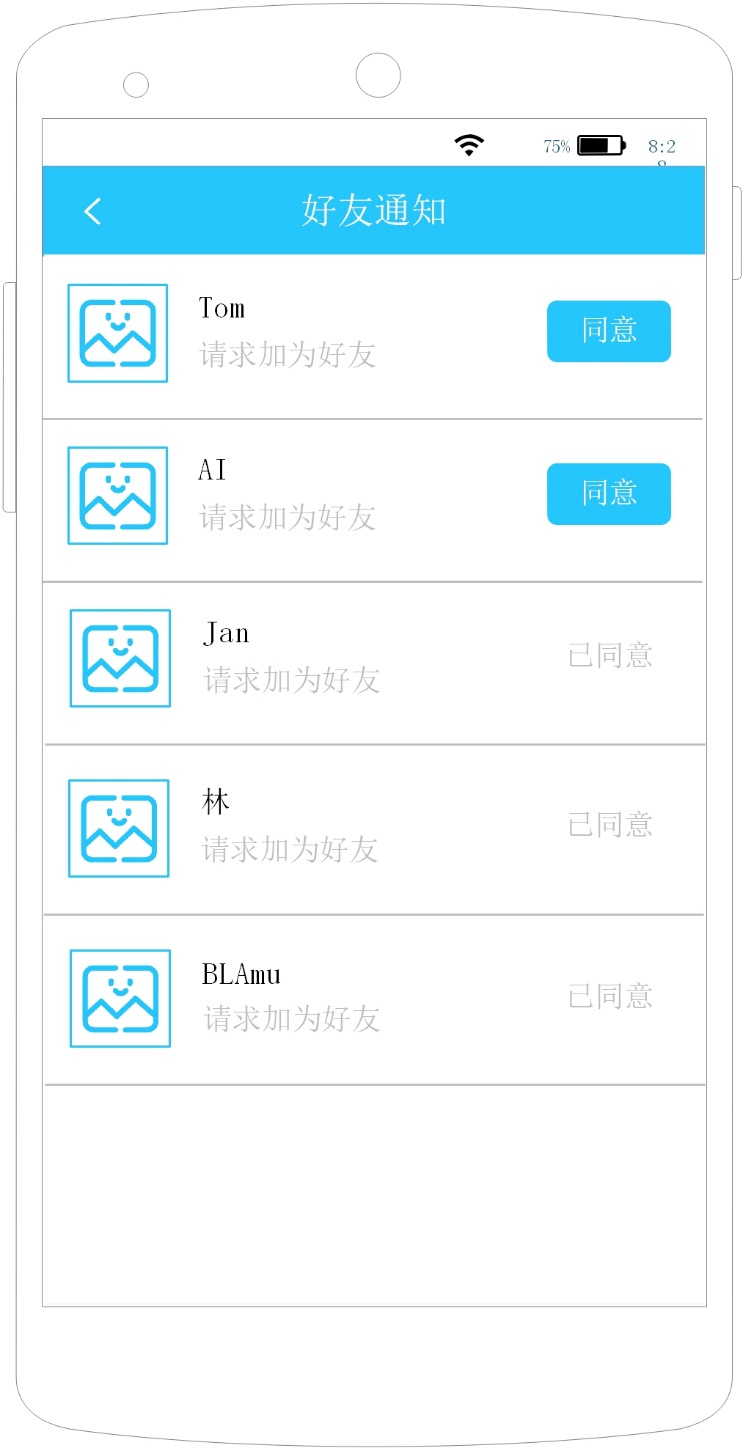 75%
8:2
8
好友通知
Tom
请求加为好友
同意
AI
请求加为好友
同意
Jan
请求加为好友
已同意
林
请求加为好友
已同意
BLAmu
请求加为好友
已同意